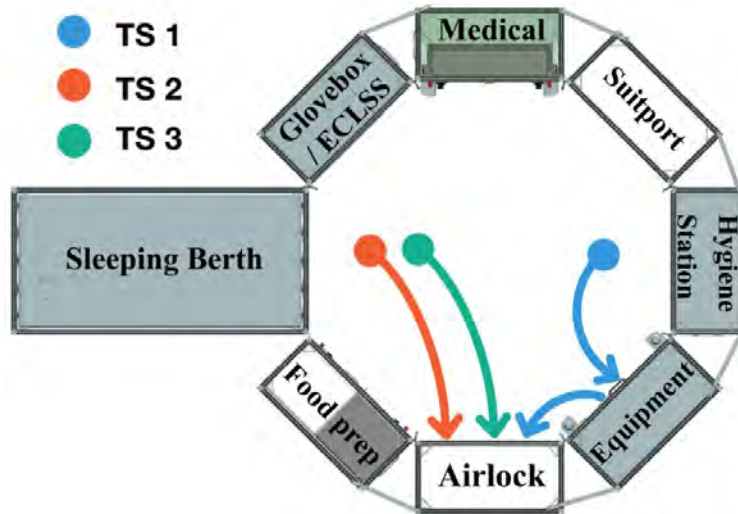 TS 1
TS 2
TS 3
Medical
Glovebox
/ ECLSS
Suitport
Sleeping Berth
Hygiene
Station
Food prep
Equipment
Airlock